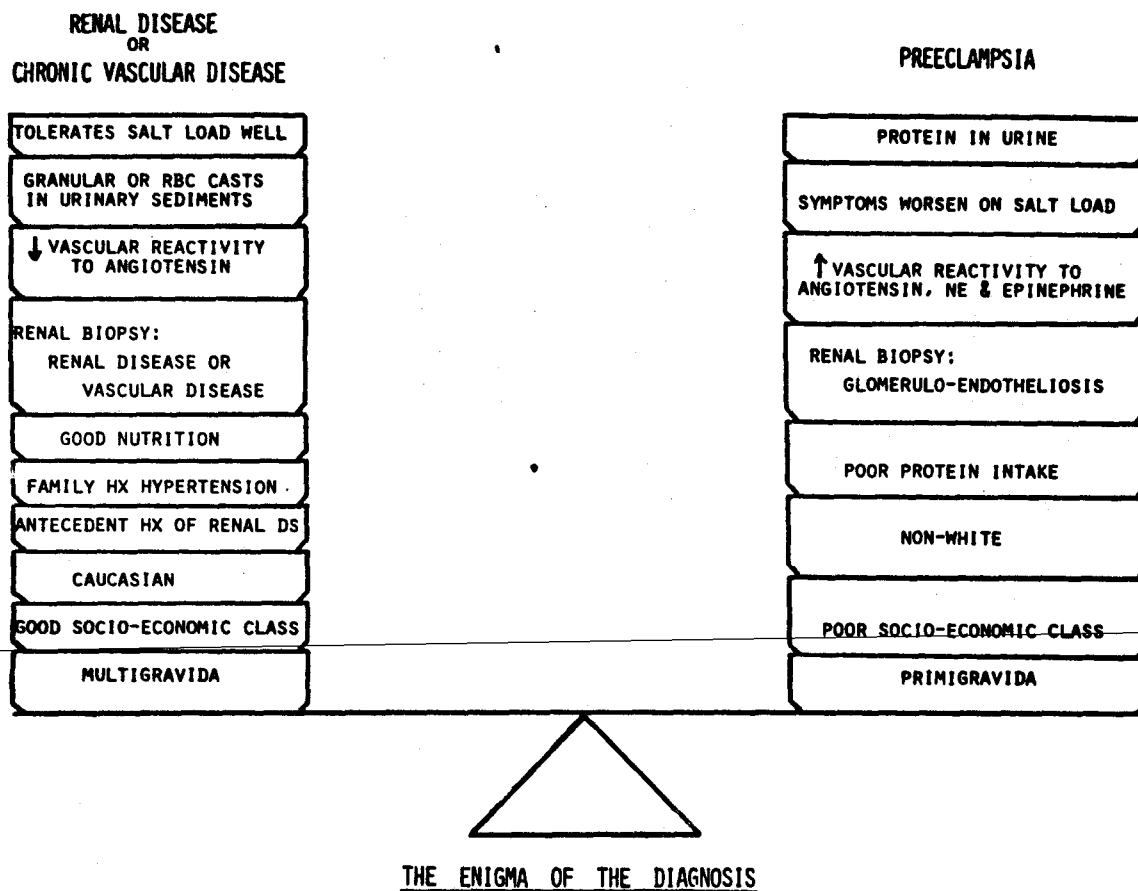 RENAL DISEASE
OR
CHRONIC VASCULAR DISEASE
TOLERATES SALT LOAD WELL
GRANULAR OR RBC CASTS
IN URINARY SEDIMENTS
↓ VASCULAR REACTIVITY
TO ANGIOTENSIN
RENAL BIOPSY:
RENAL DISEASE OR
VASCULAR DISEASE
GOOD NUTRITION
FAMILY HX HYPERTENSION
ANTECEDENT HX OF RENAL DS
CAUCASIAN
GOOD SOCIO-ECONOMIC CLASS
MULTIGRAVIDA
PREECLAMPSIA
PROTEIN IN URINE
SYMPTOMS WORSEN ON SALT LOAD
↑ VASCULAR REACTIVITY TO
ANGIOTENSIN, NE & EPINEPHRINE
RENAL BIOPSY:
GLOMERULO-ENDOTHELIOSIS
POOR PROTEIN INTAKE
NON-WHITE
POOR SOCIO-ECONOMIC CLASS
PRIMIGRAVIDA
THE ENIGMA OF THE DIAGNOSIS